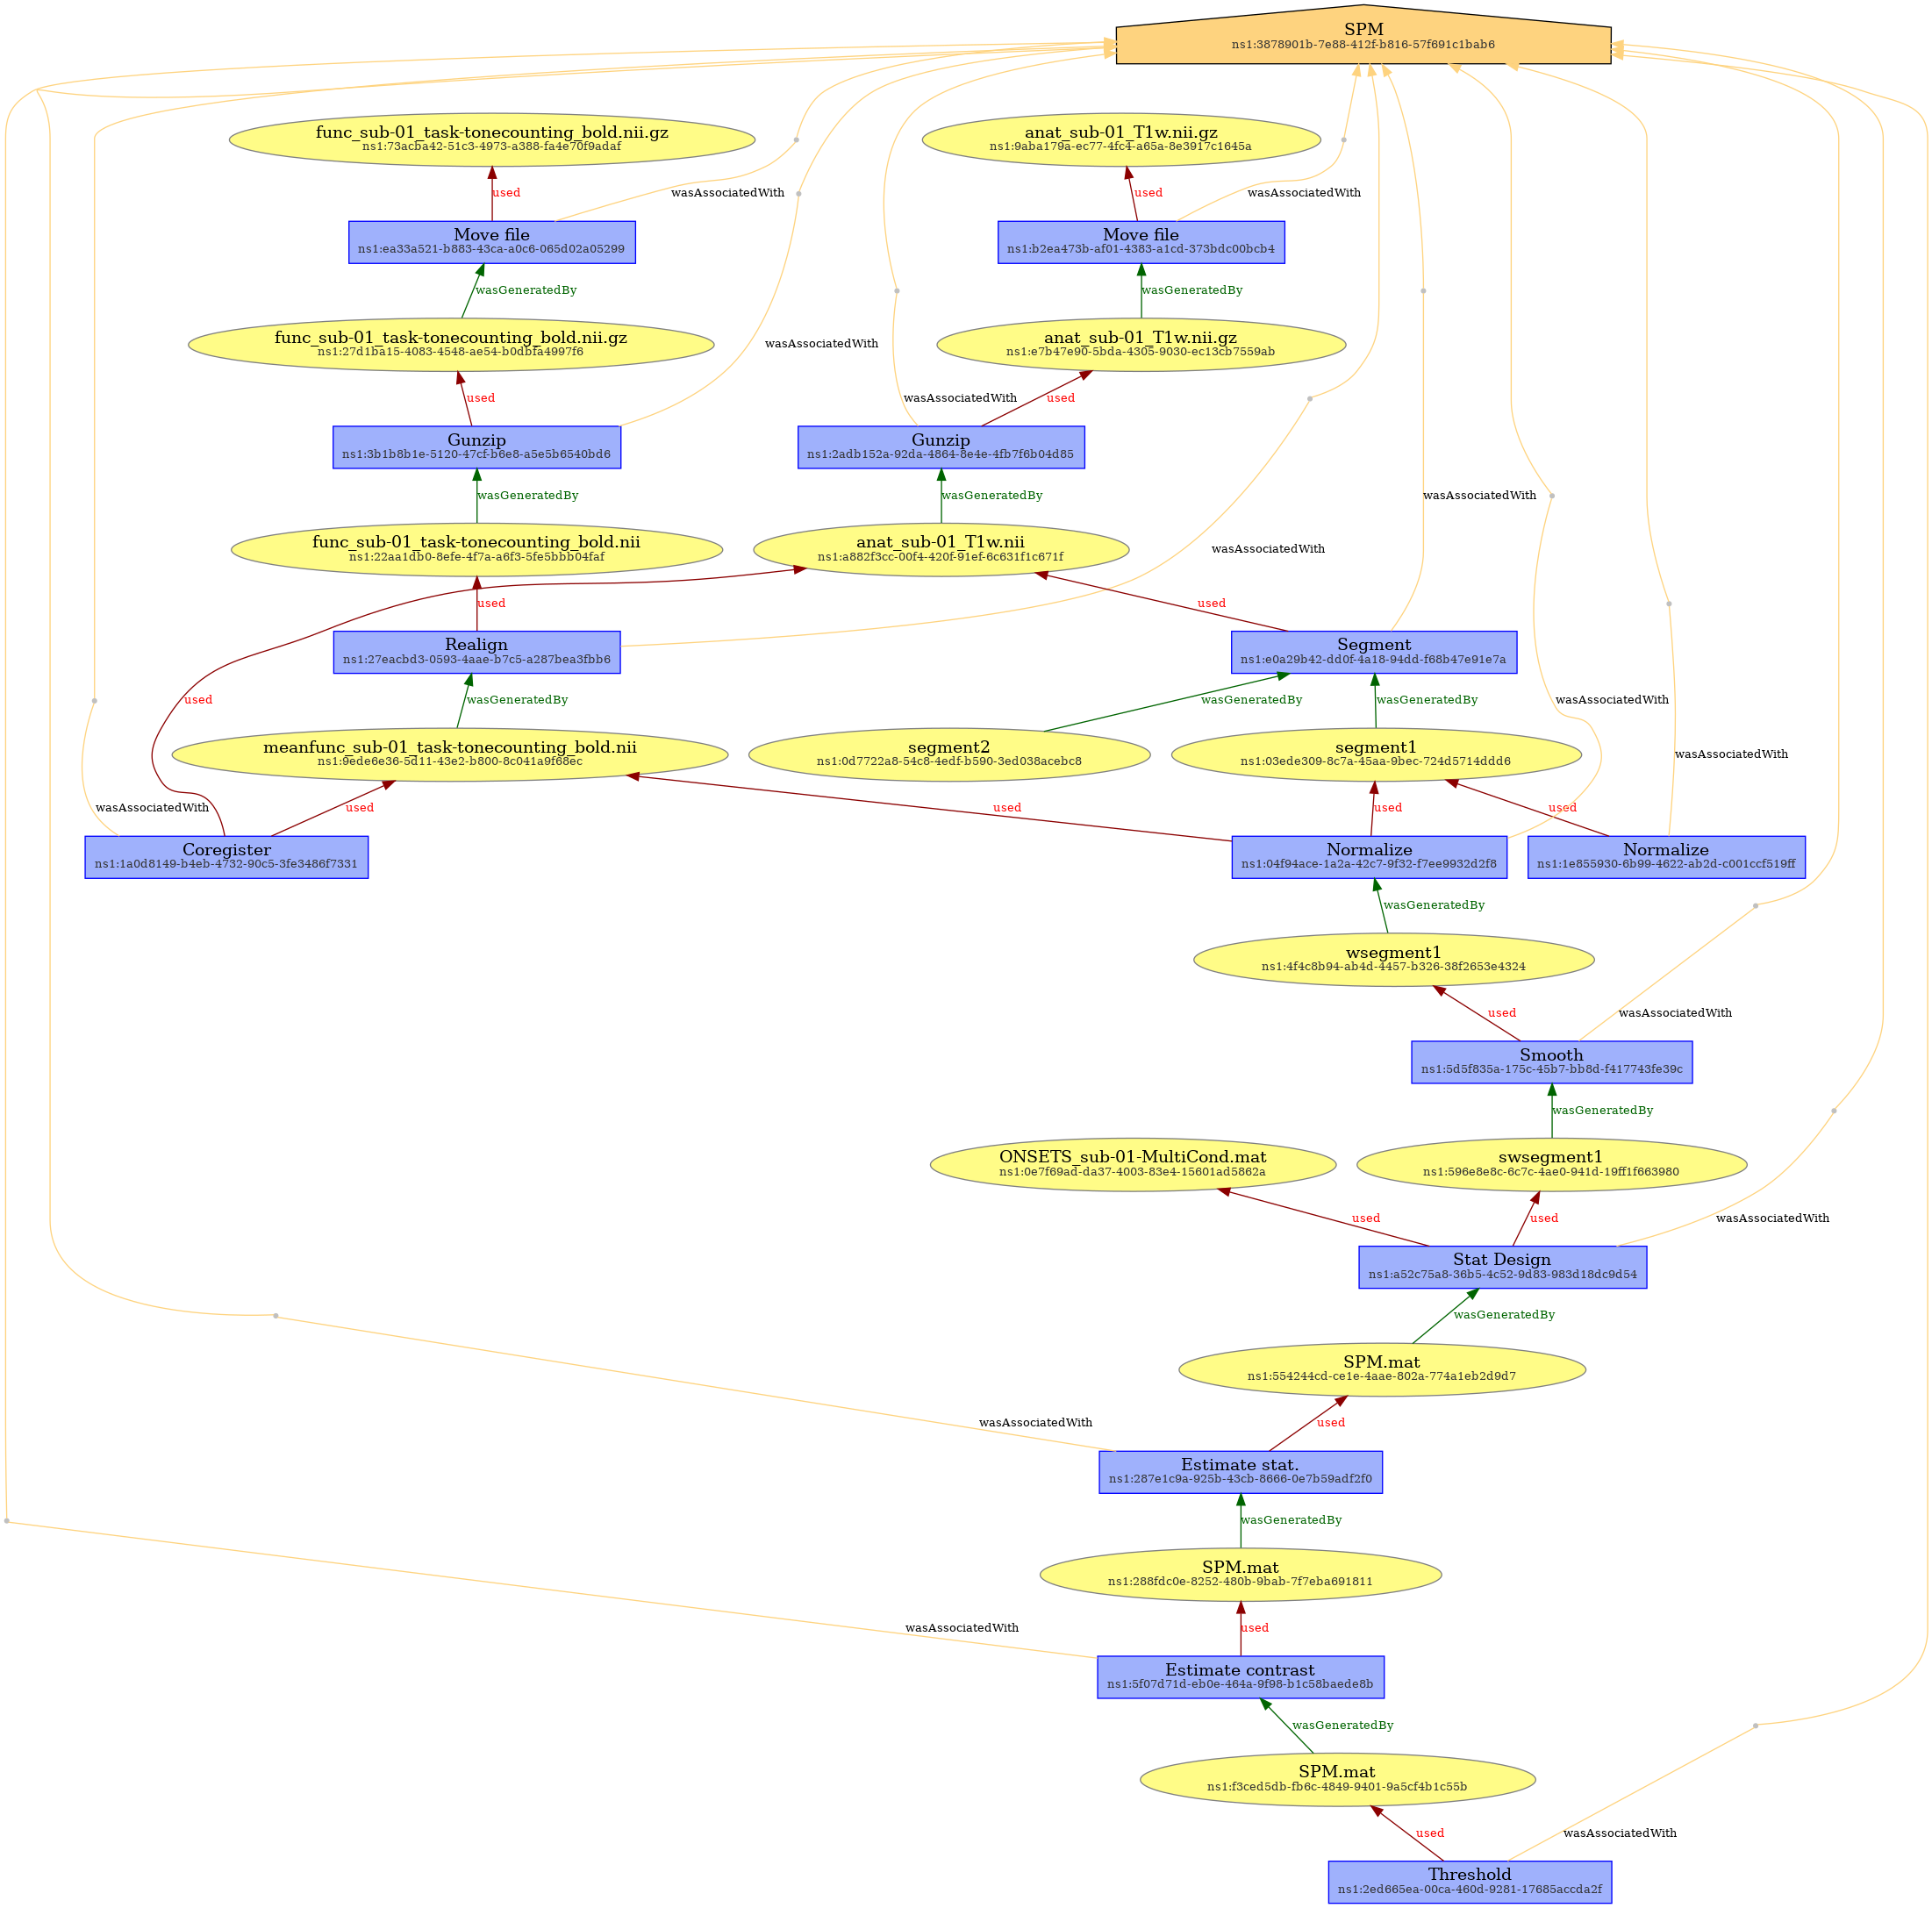 SPM
ns1:3878901b-7e88-412f-b816-57f691c1bab6
func_sub-01_task-tonecounting_bold.nii.gz
ns1:73acba42-51c3-4973-a388-fa4e70f9adaf
anat_sub-01_T1w.nii.gz
ns1:9aba179a-ec77-4fc4-a65a-8e3917c1645a
used
wasAssociatedWith
used
wasAssociatedWith
Move file
ns1:ea33a521-b883-43ca-a0c6-065d02a05299
Move file
ns1:b2ea473b-af01-4383-a1cd-373bdc00bcb4
wasGeneratedBy
wasGeneratedBy
func_sub-01_task-tonecounting_bold.nii.gz
ns1:27d1ba15-4083-4548-ae54-b0dbfa4997f6
wasAssociatedWith
anat_sub-01_T1w.nii.gz
ns1:e7b47e90-5bda-4305-9030-ec13cb7559ab
used
wasAssociatedWith
used
Gunzip
ns1:3b1b8b1e-5120-47cf-b6e8-a5e5b6540bd6
Gunzip
ns1:2adb152a-92da-4864-8e4e-4fb7f6b04d85
wasGeneratedBy
wasGeneratedBy
wasAssociatedWith
func_sub-01_task-tonecounting_bold.nii
ns1:22aa1db0-8efe-4f7a-a6f3-5fe5bbb04faf
anat_sub-01_T1w.nii
ns1:a882f3cc-00f4-420f-91ef-6c631f1c671f
wasAssociatedWith
used
used
Realign
ns1:27eacbd3-0593-4aae-b7c5-a287bea3fbb6
Segment
ns1:e0a29b42-dd0f-4a18-94dd-f68b47e91e7a
used
wasGeneratedBy
wasGeneratedBy
wasGeneratedBy
wasAssociatedWith
meanfunc_sub-01_task-tonecounting_bold.nii
ns1:9ede6e36-5d11-43e2-b800-8c041a9f68ec
segment2
ns1:0d7722a8-54c8-4edf-b590-3ed038acebc8
segment1
ns1:03ede309-8c7a-45aa-9bec-724d5714ddd6
wasAssociatedWith
wasAssociatedWith
used
used
used
used
Coregister
ns1:1a0d8149-b4eb-4732-90c5-3fe3486f7331
Normalize
ns1:04f94ace-1a2a-42c7-9f32-f7ee9932d2f8
Normalize
ns1:1e855930-6b99-4622-ab2d-c001ccf519ff
wasGeneratedBy
wsegment1
ns1:4f4c8b94-ab4d-4457-b326-38f2653e4324
used
wasAssociatedWith
Smooth
ns1:5d5f835a-175c-45b7-bb8d-f417743fe39c
wasGeneratedBy
ONSETS_sub-01-MultiCond.mat
ns1:0e7f69ad-da37-4003-83e4-15601ad5862a
swsegment1
ns1:596e8e8c-6c7c-4ae0-941d-19ff1f663980
used
used
wasAssociatedWith
Stat Design
ns1:a52c75a8-36b5-4c52-9d83-983d18dc9d54
wasGeneratedBy
SPM.mat
ns1:554244cd-ce1e-4aae-802a-774a1eb2d9d7
wasAssociatedWith
used
Estimate stat.
ns1:287e1c9a-925b-43cb-8666-0e7b59adf2f0
wasGeneratedBy
SPM.mat
ns1:288fdc0e-8252-480b-9bab-7f7eba691811
wasAssociatedWith
used
Estimate contrast
ns1:5f07d71d-eb0e-464a-9f98-b1c58baede8b
wasGeneratedBy
SPM.mat
ns1:f3ced5db-fb6c-4849-9401-9a5cf4b1c55b
used
wasAssociatedWith
Threshold
ns1:2ed665ea-00ca-460d-9281-17685accda2f